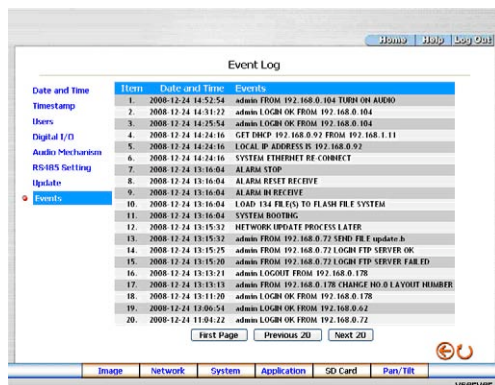 Home Help Log Out
Event Log
Date and Time
Timestamp
Users
Digital I/O
Audio Mechanism
RS485 Setting
Update
Events
Item Date and Time Events
1. 2008-12-24 14:52:54 admin FROM 192.168.0.104 TURN ON AUDIO
2. 2008-12-24 14:31:22 admin LOGIN OK FROM 192.168.0.104
3. 2008-12-24 14:25:54 admin LOGIN OK FROM 192.168.0.104
4. 2008-12-24 14:24:16 GET DHCP 192.168.0.92 FROM 192.168.1.11
5. 2008-12-24 14:24:16 LOCAL IP ADDRESS IS 192.168.0.92
6. 2008-12-24 14:24:16 SYSTEM ETHERNET RE-CONNECT
7. 2008-12-24 13:16:04 ALARM STOP
8. 2008-12-24 13:16:04 ALARM RESET RECEIVE
9. 2008-12-24 13:16:04 ALARM IN RECEIVE
10. 2008-12-24 13:16:04 LOAD 134 FILE(S) TO FLASH FILE SYSTEM
11. 2008-12-24 13:16:04 SYSTEM BOOTING
12. 2008-12-24 13:15:32 NETWORK UPDATE PROCESS LATER
13. 2008-12-24 13:15:32 admin FROM 192.168.0.72 SEND FILE update.b
14. 2008-12-24 13:15:25 admin FROM 192.168.0.72 LOGIN FTP SERVER OK
15. 2008-12-24 13:15:20 admin FROM 192.168.0.72 LOGIN FTP SERVER FAILED
16. 2008-12-24 13:13:21 admin LOGOUT FROM 192.168.0.178
17. 2008-12-24 13:13:13 admin FROM 192.168.0.178 CHANGE NO.0 LAYOUT NUMBER
18. 2008-12-24 13:11:20 admin LOGIN OK FROM 192.168.0.178
19. 2008-12-24 13:06:54 admin LOGIN OK FROM 192.168.0.62
20. 2008-12-24 11:04:22 admin LOGIN OK FROM 192.168.0.72
First Page Previous 20 Next 20
Image Network System Application SD Card Pan/Tilt